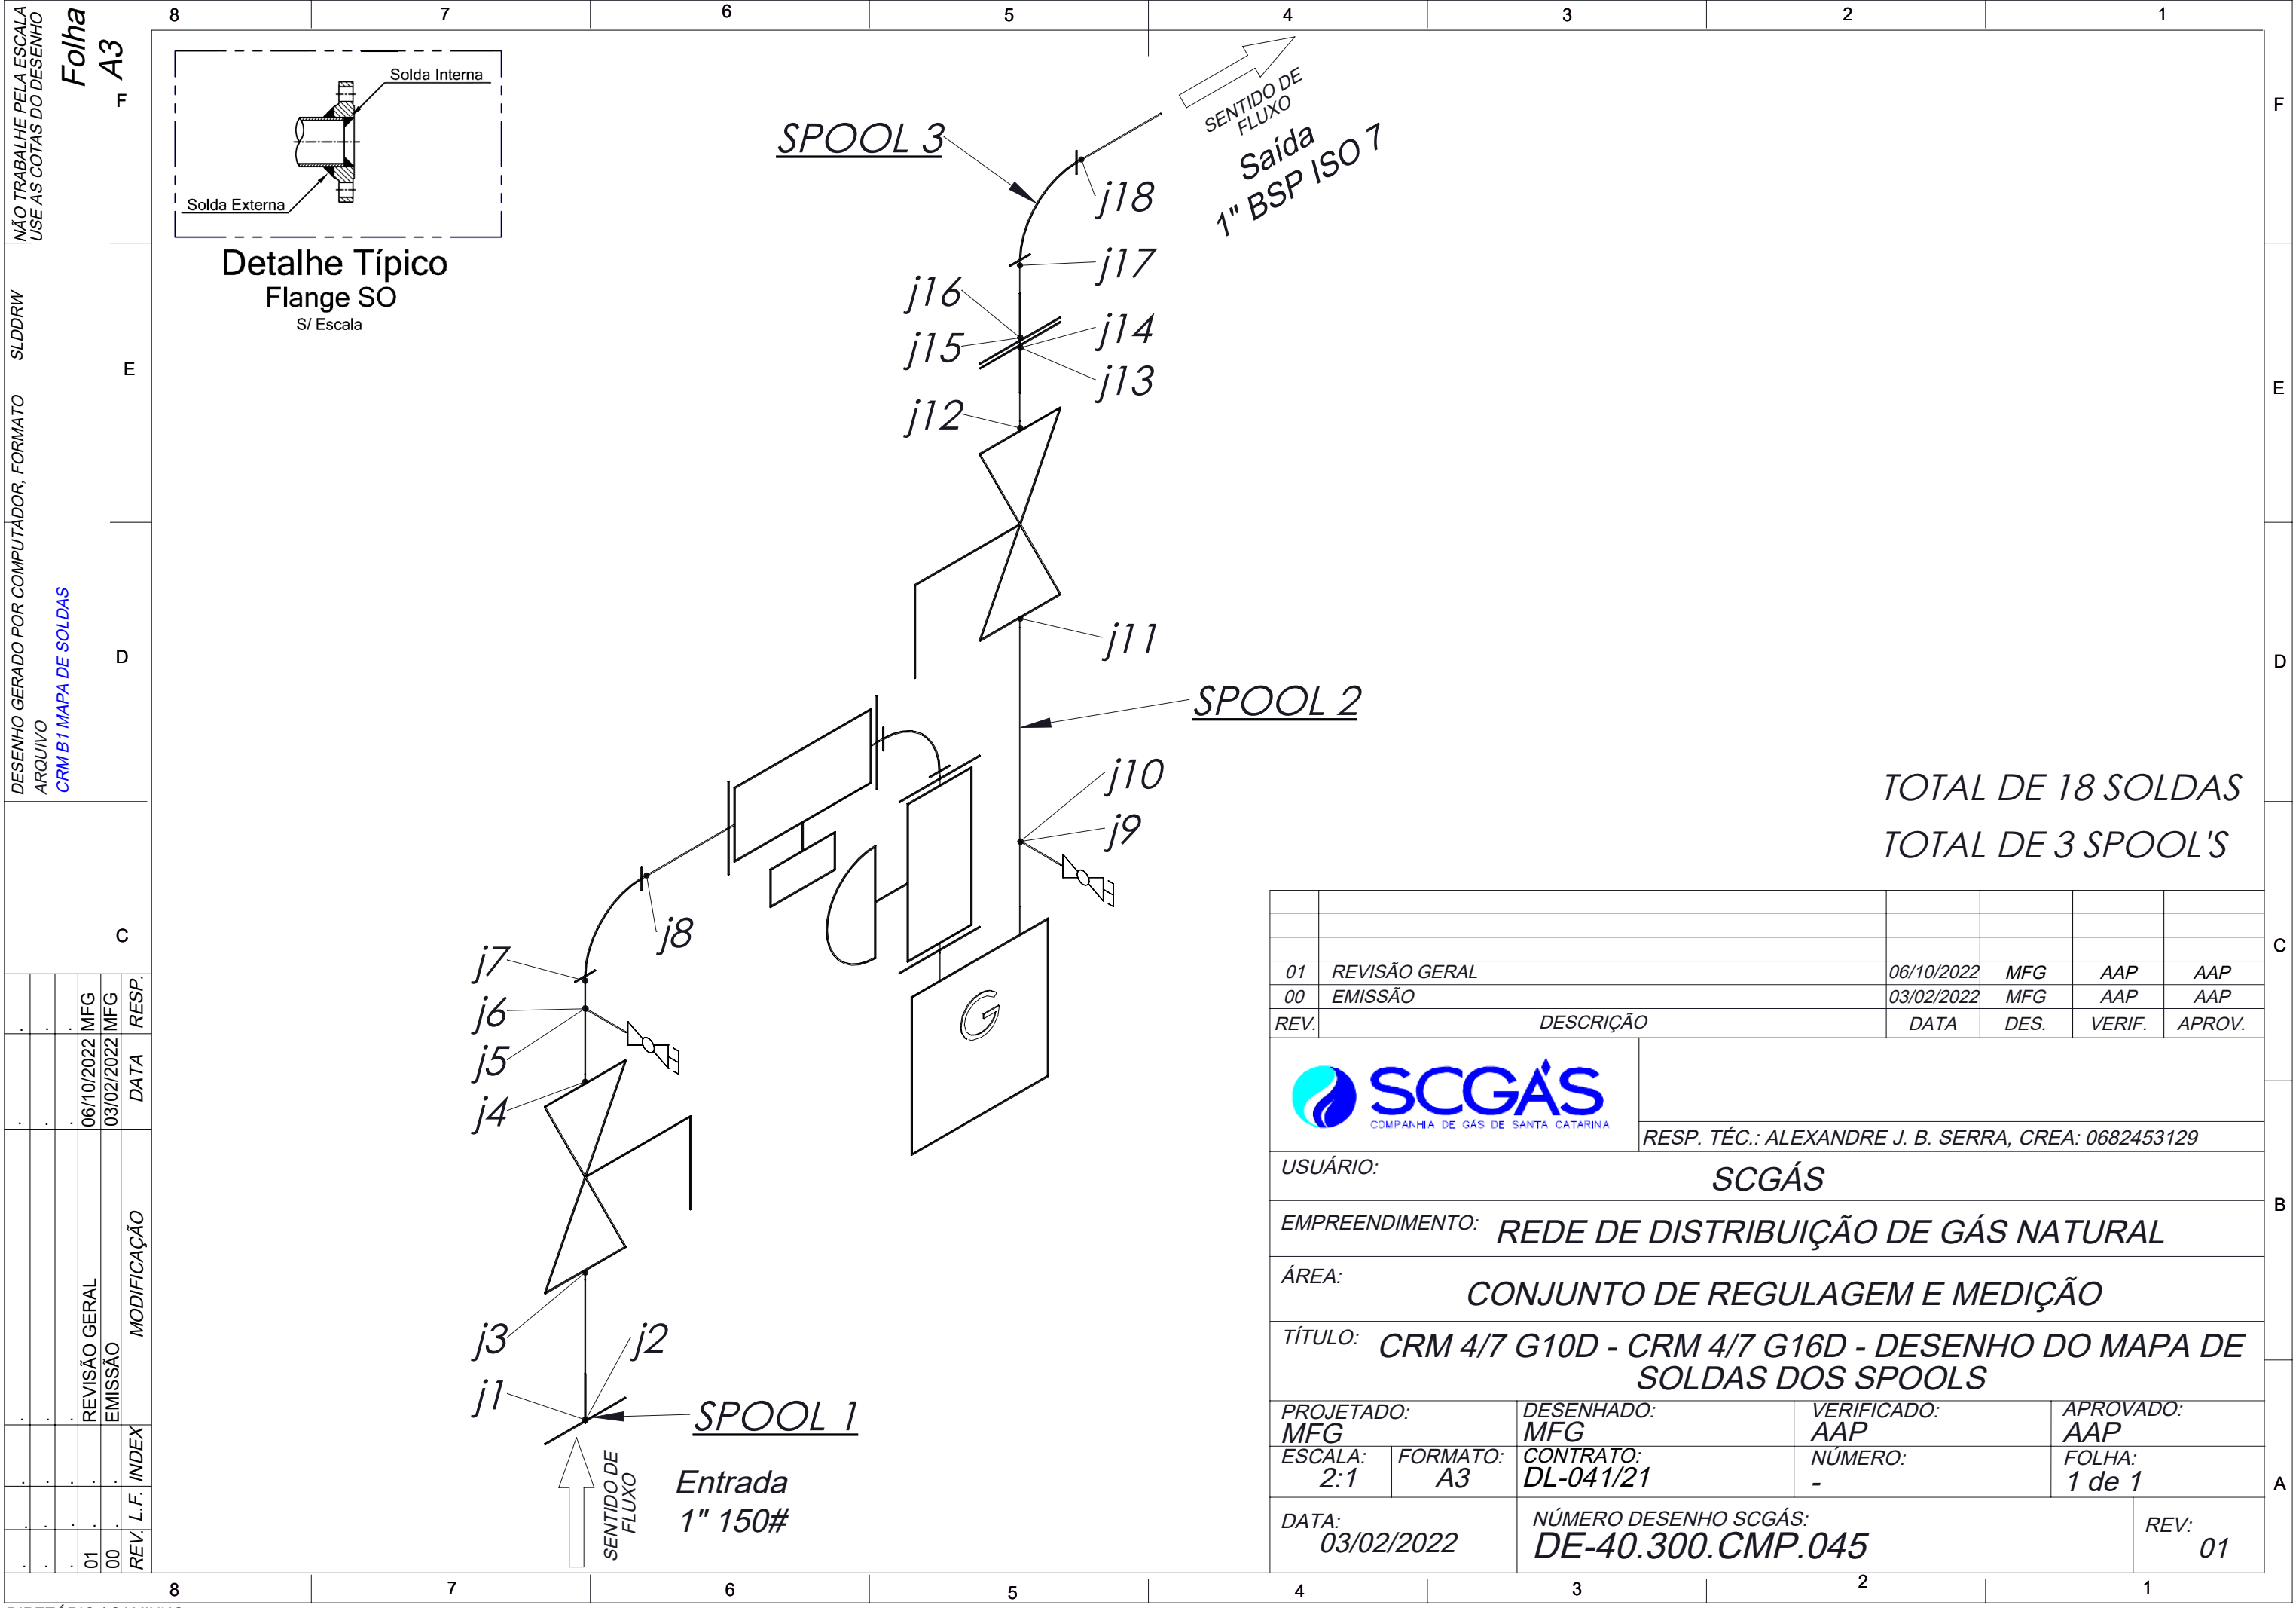 8 7 6 5 4 3 2 1
NÃO TRABALHE PELA ESCALA
USE AS COTAS DO DESENHO
Folha
A3
F
F
E
E
D
D
C
C
B
A
DESENHO GERADO POR COMPUTADOR, FORMATO SLDDRW
ARQUIVO
CRM B1 MAPA DE SOLDAS
Solda Interna
Solda Externa
Detalhe Típico
Flange SO
S/ Escala
SENTIDO DE
FLUXO
Saída
1" BSP ISO 7
SPOOL 3
j18
j17
j16
j15
j14
j13
j12
j11
SPOOL 2
j10
j9
j8
j7
j6
j5
j4
j3
j2
j1
G
SPOOL 1
SENTIDO DE
FLUXO
Entrada
1" 150#
TOTAL DE 18 SOLDAS
TOTAL DE 3 SPOOL'S
01 REVISÃO GERAL 06/10/2022 MFG AAP AAP
00 EMISSÃO 03/02/2022 MFG AAP AAP
REV. DESCRIÇÃO DATA DES. VERIF. APROV.
SCGÁS
COMPANHIA DE GÁS DE SANTA CATARINA
RESP. TÉC.: ALEXANDRE J. B. SERRA, CREA: 0682453129
USUÁRIO: SCGÁS
EMPREENDIMENTO: REDE DE DISTRIBUIÇÃO DE GÁS NATURAL
ÁREA: CONJUNTO DE REGULAGEM E MEDIÇÃO
TÍTULO: CRM 4/7 G10D - CRM 4/7 G16D - DESENHO DO MAPA DE
SOLDAS DOS SPOOLS
PROJETADO: DESENHADO: VERIFICADO: APROVADO:
MFG MFG AAP AAP
ESCALA: FORMATO: CONTRATO: NÚMERO: FOLHA:
2:1 A3 DL-041/21 - 1 de 1
DATA: NÚMERO DESENHO SCGÁS: REV:
03/02/2022 DE-40.300.CMP.045 01
01 . . REVISÃO GERAL 06/10/2022 MFG
00 . . EMISSÃO 03/02/2022 MFG
REV. L.F. INDEX MODIFICAÇÃO DATA RESP.
8 7 6 5 4 3 2 1